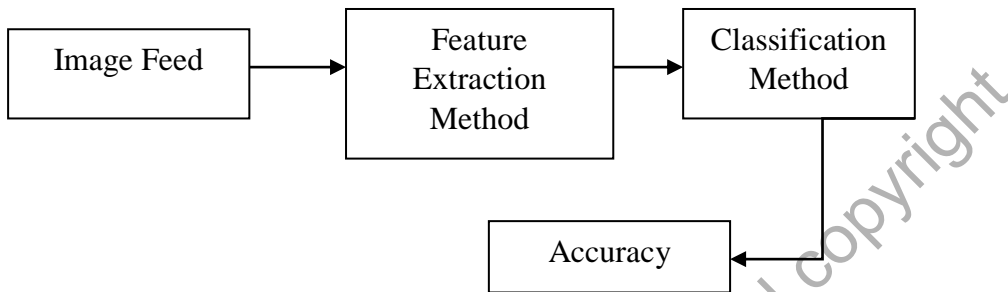 Image Feed
Feature
Extraction
Method
Classification
Method
Accuracy
copyright